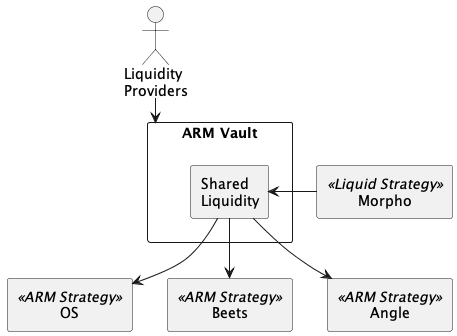 Liquidity
Providers
ARM Vault
Shared
Liquidity
«Liquid Strategy»
Morpho
«ARM Strategy»
OS
«ARM Strategy»
Beets
«ARM Strategy»
Angle